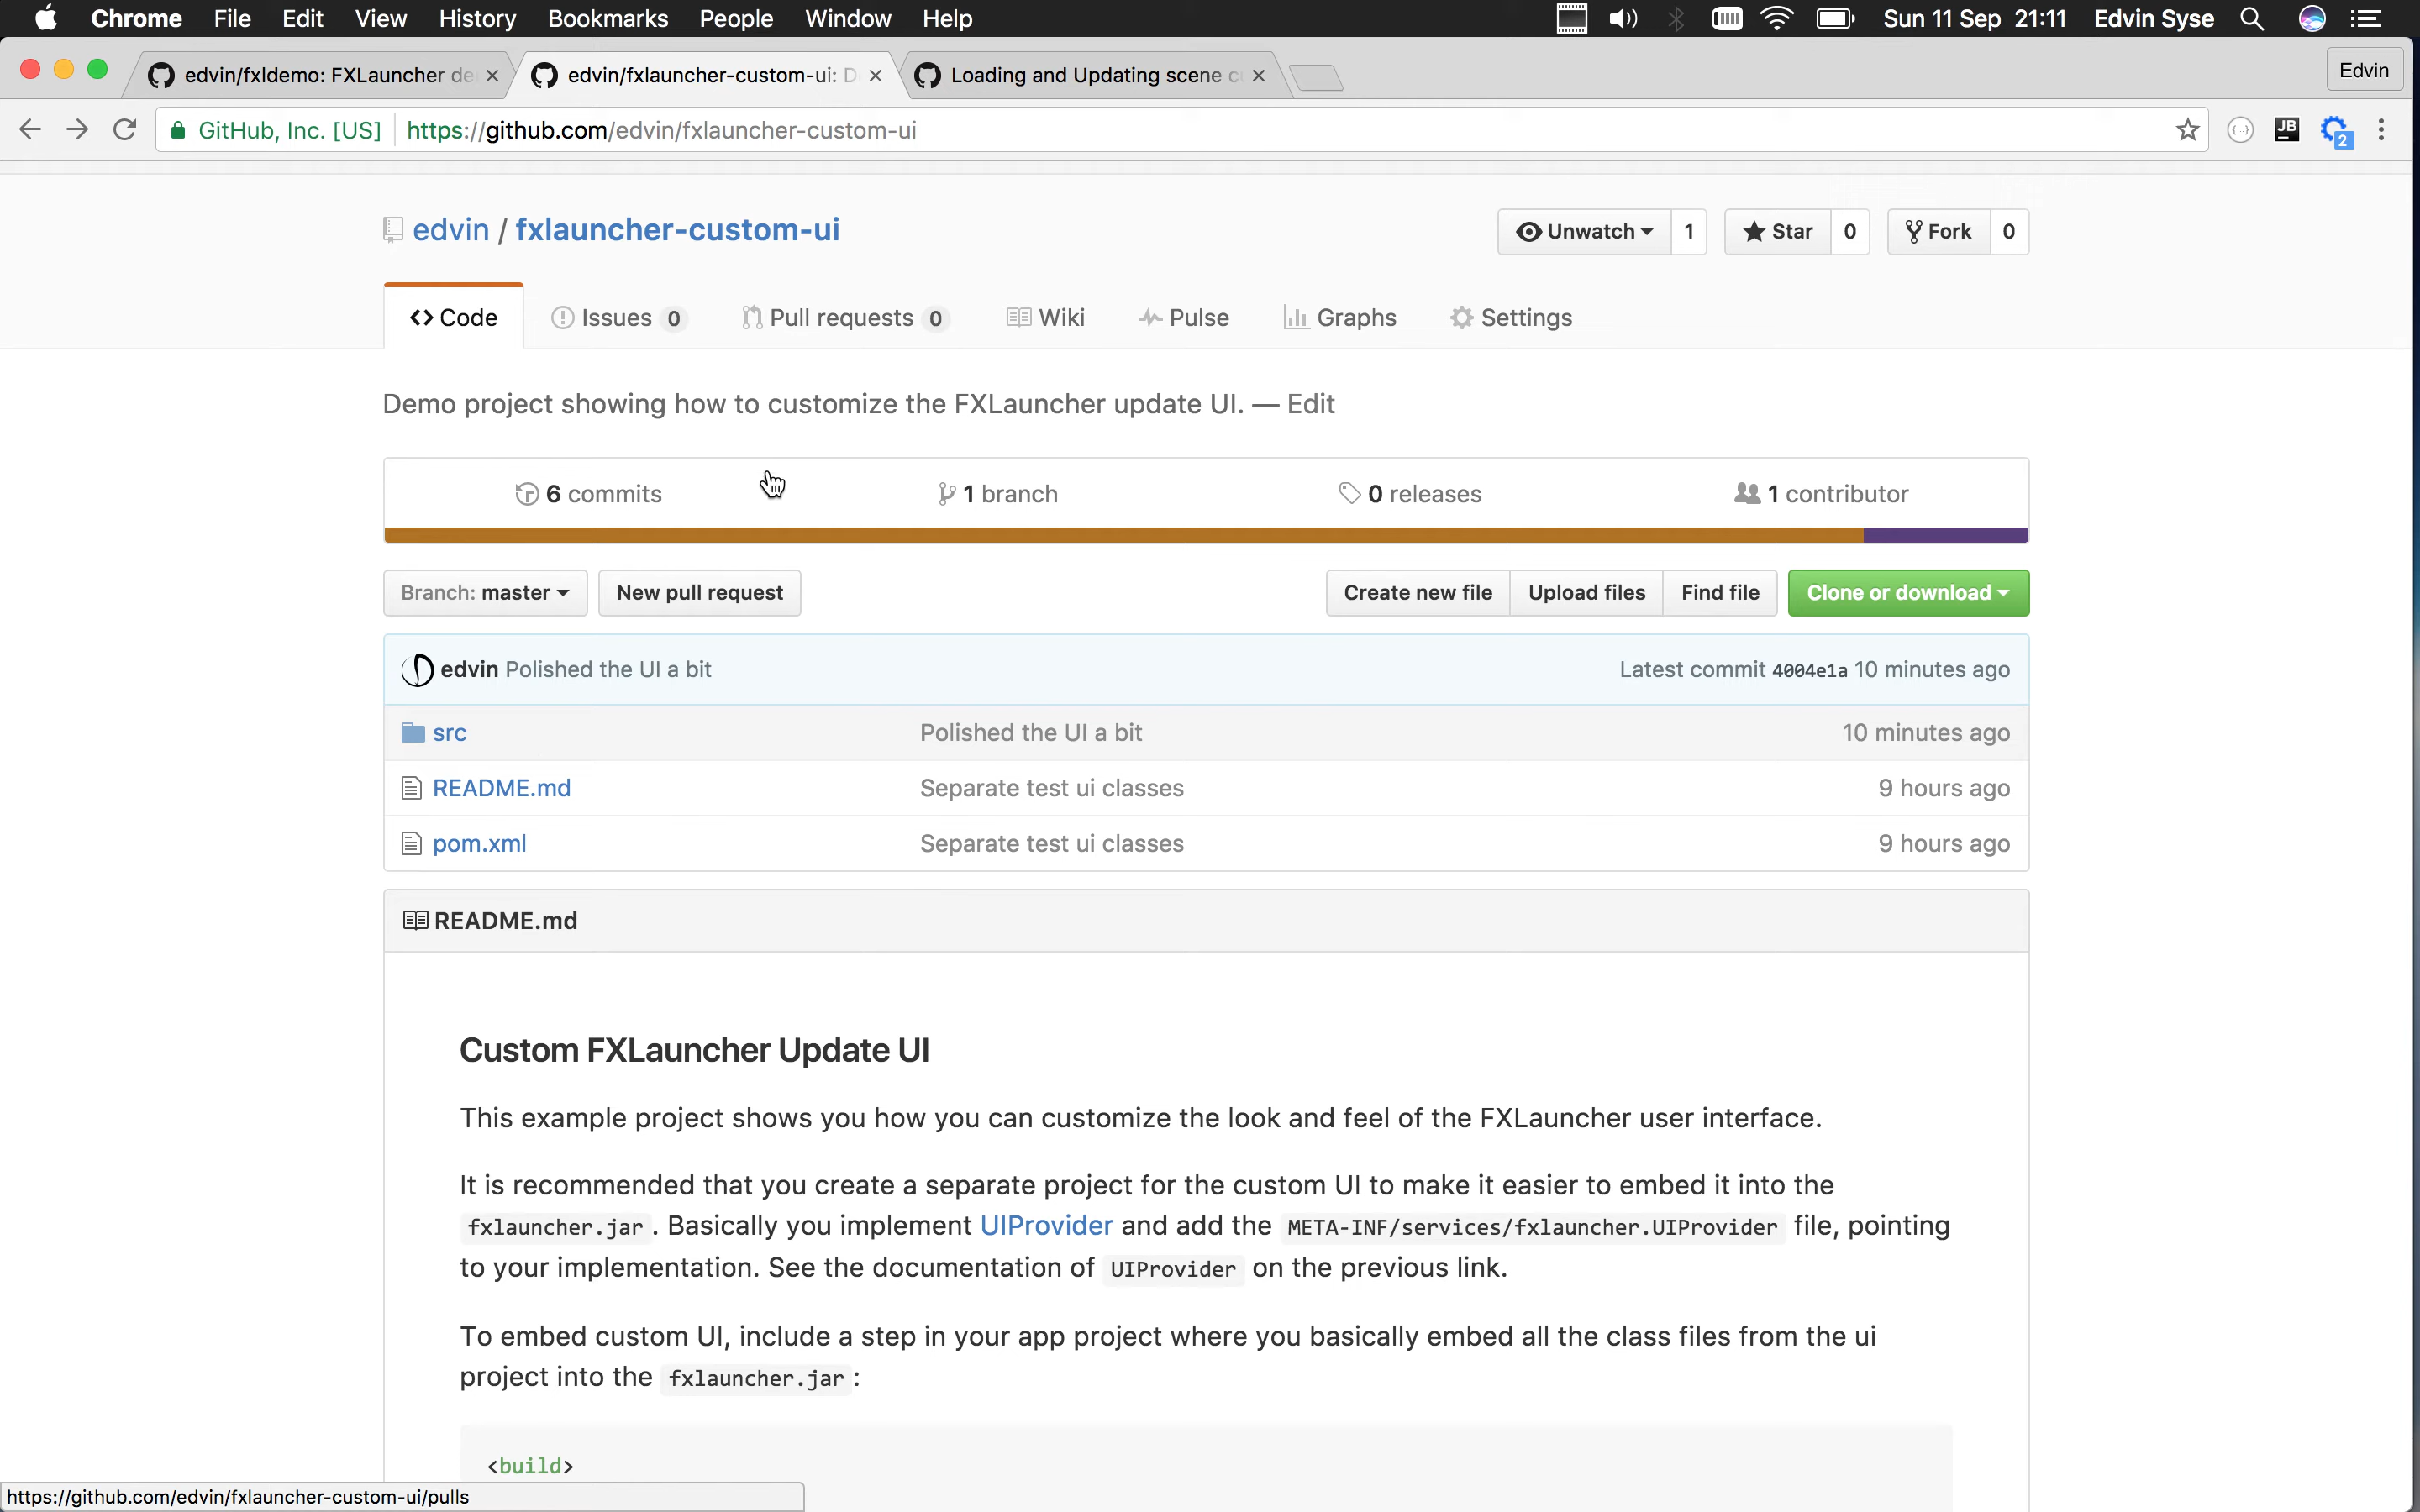 Chrome File Edit View History Bookmarks People Window Help Sun 11 Sep 21:11 Edvin Syse
edvin/fxldemo: FXLauncher de edvin/fxlauncher-custom-ui: D Loading and Updating scene c Edvin
GitHub, Inc. [US] https://github.com/edvin/fxlauncher-custom-ui JB 2
edvin / fxlauncher-custom-ui Unwatch 1 Star 0 Fork 0
Code Issues 0 Pull requests 0 Wiki Pulse Graphs Settings
Demo project showing how to customize the FXLauncher update UI. — Edit
6 commits 1 branch 0 releases 1 contributor
Branch: master New pull request Create new file Upload files Find file Clone or download
edvin Polished the UI a bit Latest commit 4004e1a 10 minutes ago
src Polished the UI a bit 10 minutes ago
README.md Separate test ui classes 9 hours ago
pom.xml Separate test ui classes 9 hours ago
README.md
Custom FXLauncher Update UI
This example project shows you how you can customize the look and feel of the FXLauncher user interface.
It is recommended that you create a separate project for the custom UI to make it easier to embed it into the
fxlauncher.jar . Basically you implement UIProvider and add the META-INF/services/fxlauncher.UIProvider file, pointing
to your implementation. See the documentation of UIProvider on the previous link.
To embed custom UI, include a step in your app project where you basically embed all the class files from the ui
project into the fxlauncher.jar :
<build>
https://github.com/edvin/fxlauncher-custom-ui/pulls